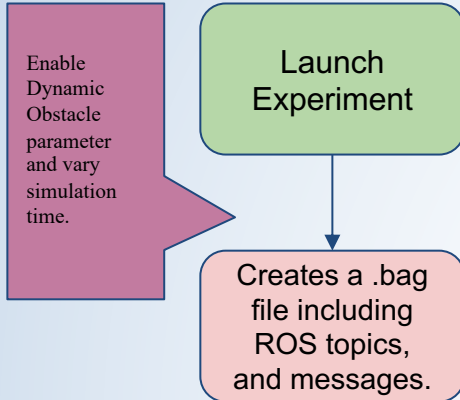 Enable
Dynamic
Obstacle
parameter
and vary
simulation
time.
Launch
Experiment
Creates a .bag
file including
ROS topics,
and messages.